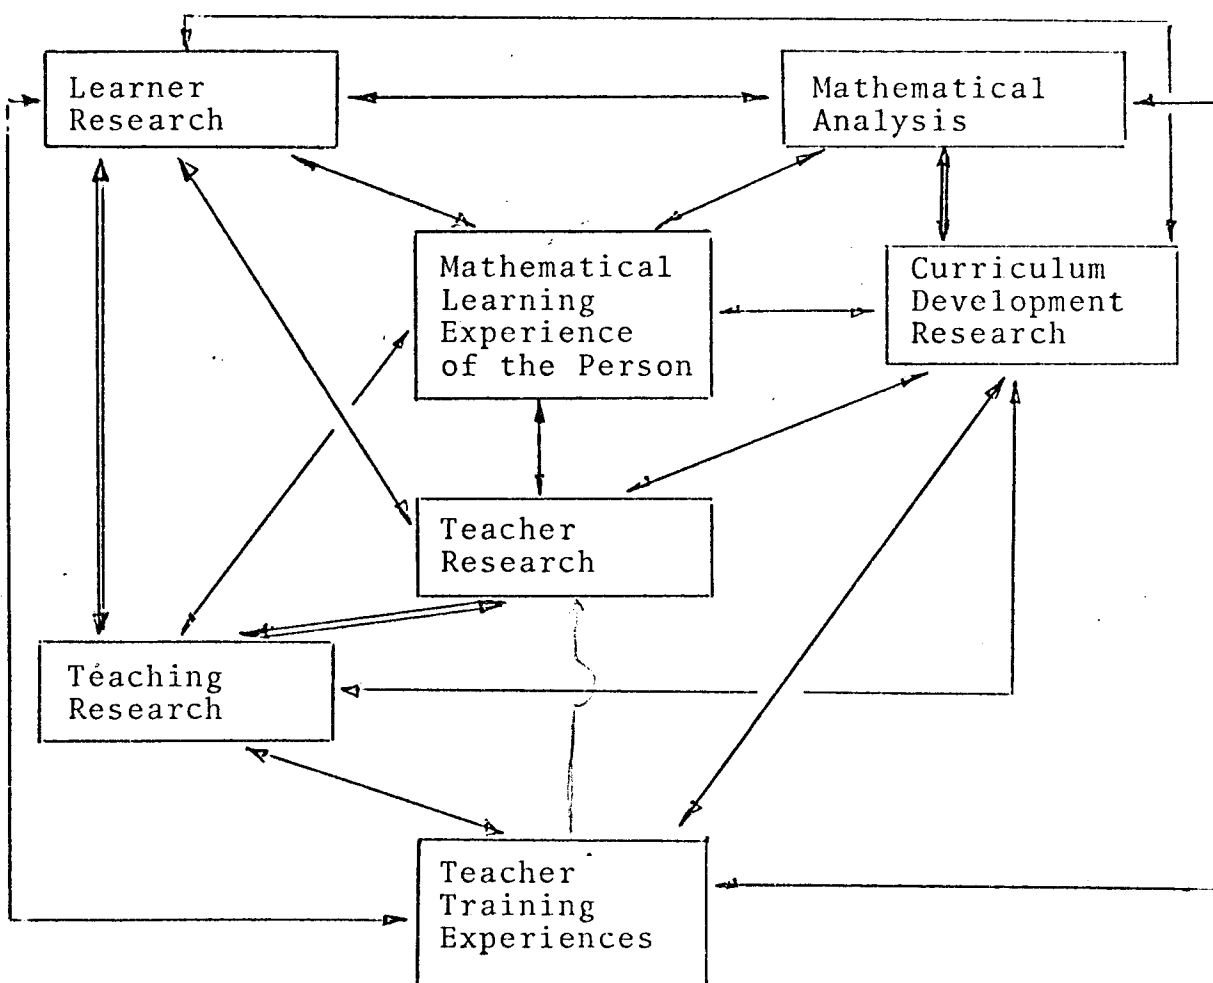 Learner
Research
Mathematical
Analysis
Mathematical
Learning
Experience
of the Person
Curriculum
Development
Research
Teacher
Research
Teaching
Research
Teacher
Training
Experiences